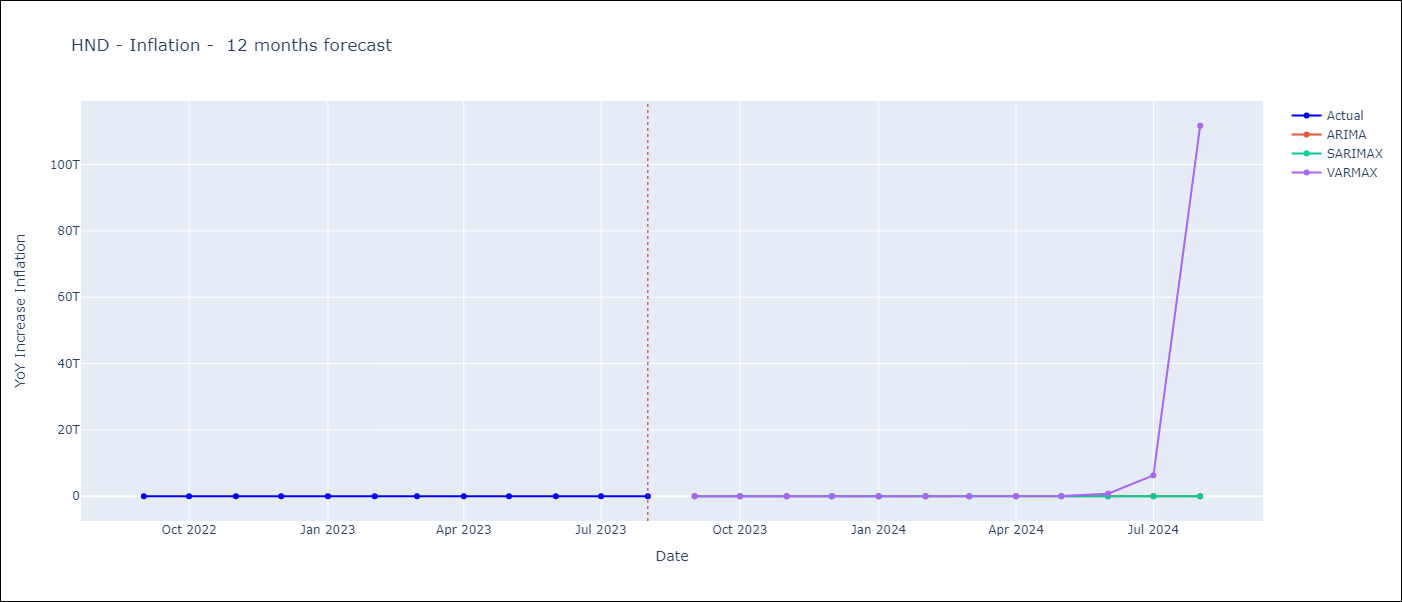 HND - Inflation -  12 months forecast
Actual
ARIMA
SARIMAX
VARMAX
YoY Increase Inflation
100T
80T
60T
40T
20T
0
Oct 2022 Jan 2023 Apr 2023 Jul 2023 Oct 2023 Jan 2024 Apr 2024 Jul 2024
Date